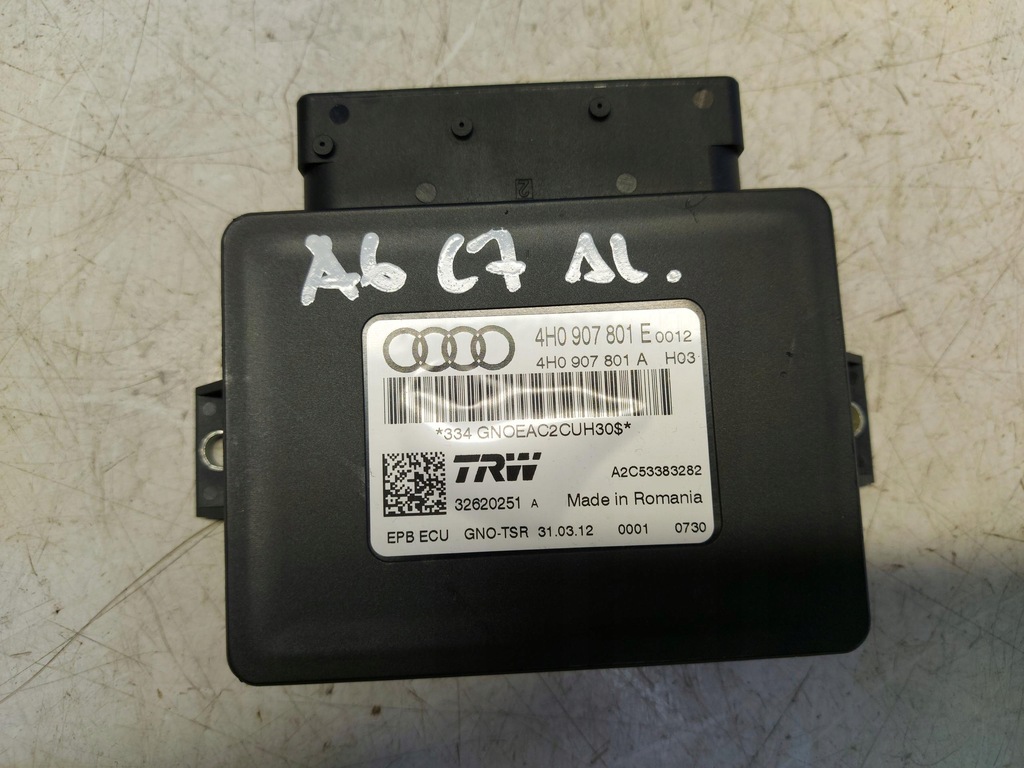 2
A6 C7
4H0 907 801 E 0012
4H0 907 801 A H03
*334 GNOEAC2CUH30$*
TRW
A2C53383282
32620251 A Made in Romania
EPB ECU GNO-TSR 31.03.12 0001 0730